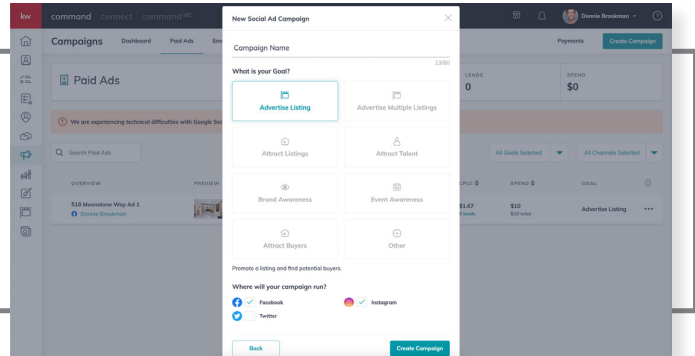 kw command connect command MC Donnie Brookman
Campaigns Dashboard Paid Ads Payments Create Campaign
New Social Ad Campaign
Campaign Name
13/80
What is your Goal?
Advertise Listing Advertise Multiple Listings
Attract Listings Attract Talent
Brand Awareness Event Awareness
Attract Buyers Other
Promote a listing and find potential buyers.
Where will your campaign run?
Facebook Instagram
Twitter
Back Create Campaign
Paid Ads
LEADS SPEND
0 $0
We are experiencing technical difficulties with Google
Search Paid Ads All Goals Selected All Channels Selected
OVERVIEW PREVIEW CPLC SPEND GOAL
510 Moonstone Way Ad 1 $1.67 $10 Advertise Listing
Donnie Brookman leads $10 total